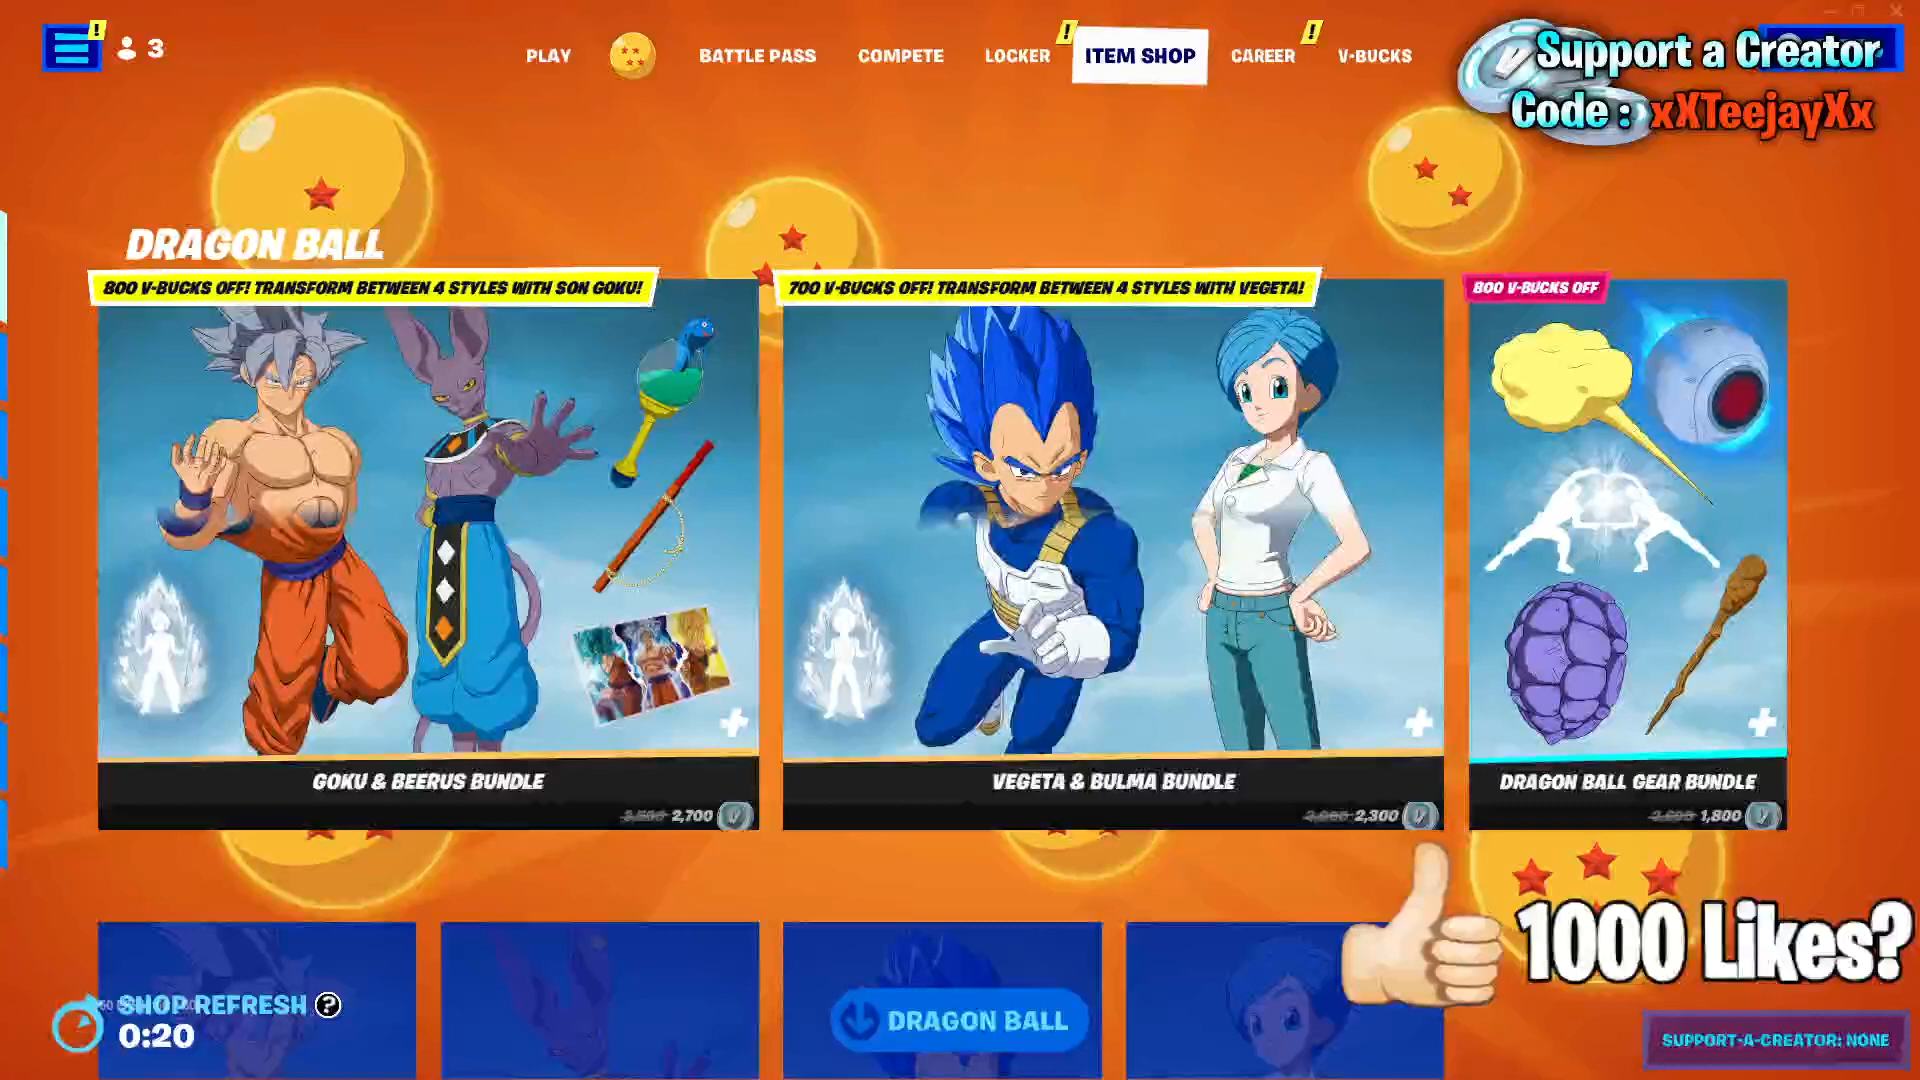 3
PLAY
BATTLE PASS
COMPETE
LOCKER
!
ITEM SHOP
CAREER
!
V-BUCKS
!
Support a Creator
Code : xXTeejayXx
DRAGON BALL
800 V-BUCKS OFF! TRANSFORM BETWEEN 4 STYLES WITH SON GOKU!
700 V-BUCKS OFF! TRANSFORM BETWEEN 4 STYLES WITH VEGETA!
800 V-BUCKS OFF
GOKU & BEERUS BUNDLE
2,700
VEGETA & BULMA BUNDLE
2,300
DRAGON BALL GEAR BUNDLE
1,800
1000 Likes?
SHOP REFRESH ?
0:20
DRAGON BALL
SUPPORT-A-CREATOR: NONE